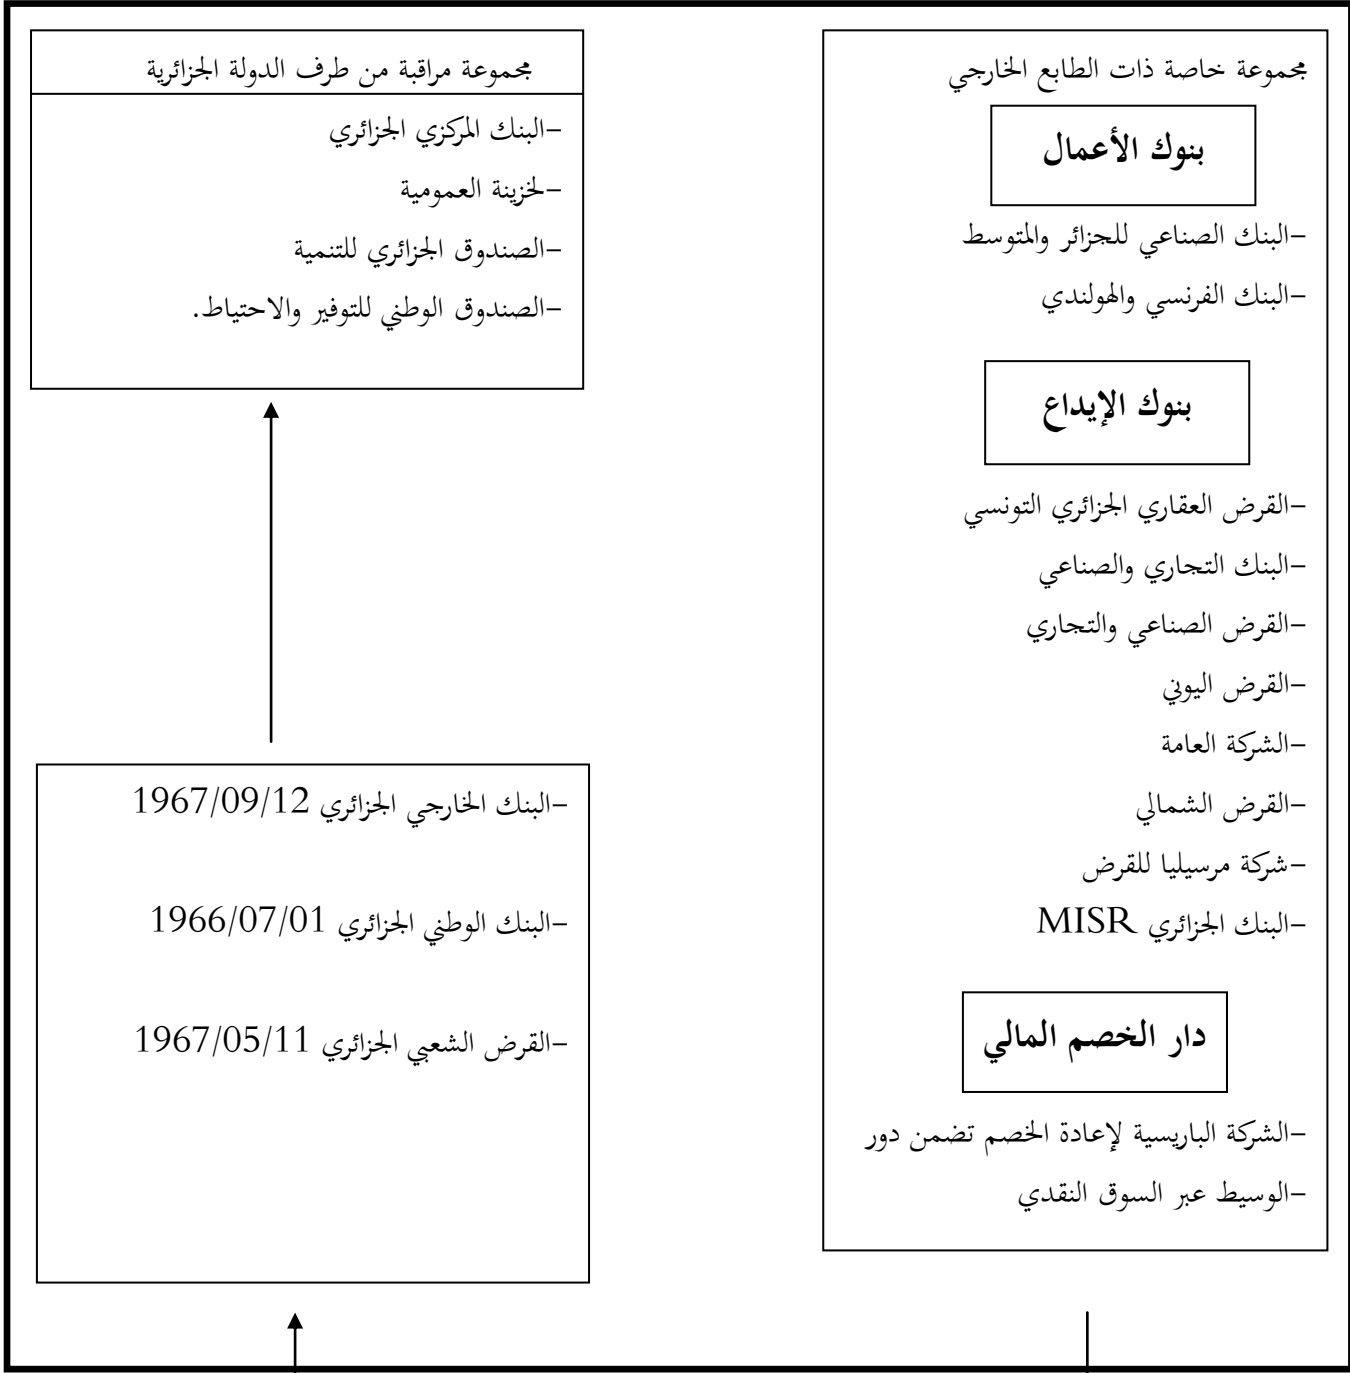 مجموعة خاصة ذات الطابع الخارجي
بنوك الأعمال
-البنك الصناعي للجزائر والمتوسط
-البنك الفرنسي والهولندي
بنوك الإيداع
-القرض العقاري الجزائري التونسي
-البنك التجاري والصناعي
-القرض الصناعي والتجاري
-القرض اليوني
-الشركة العامة
-القرض الشمالي
-شركة مرسيليا للقرض
-البنك الجزائري MISR
دار الخصم المالي
-الشركة الباريسية لإعادة الخصم تضمن دور
-الوسيط عبر السوق النقدي
مجموعة مراقبة من طرف الدولة الجزائرية
-البنك المركزي الجزائري
-لخزينة العمومية
-الصندوق الجزائري للتنمية
-الصندوق الوطني للتوفير والاحتياط.
-البنك الخارجي الجزائري 1967/09/12
-البنك الوطني الجزائري 1966/07/01
-القرض الشعبي الجزائري 1967/05/11